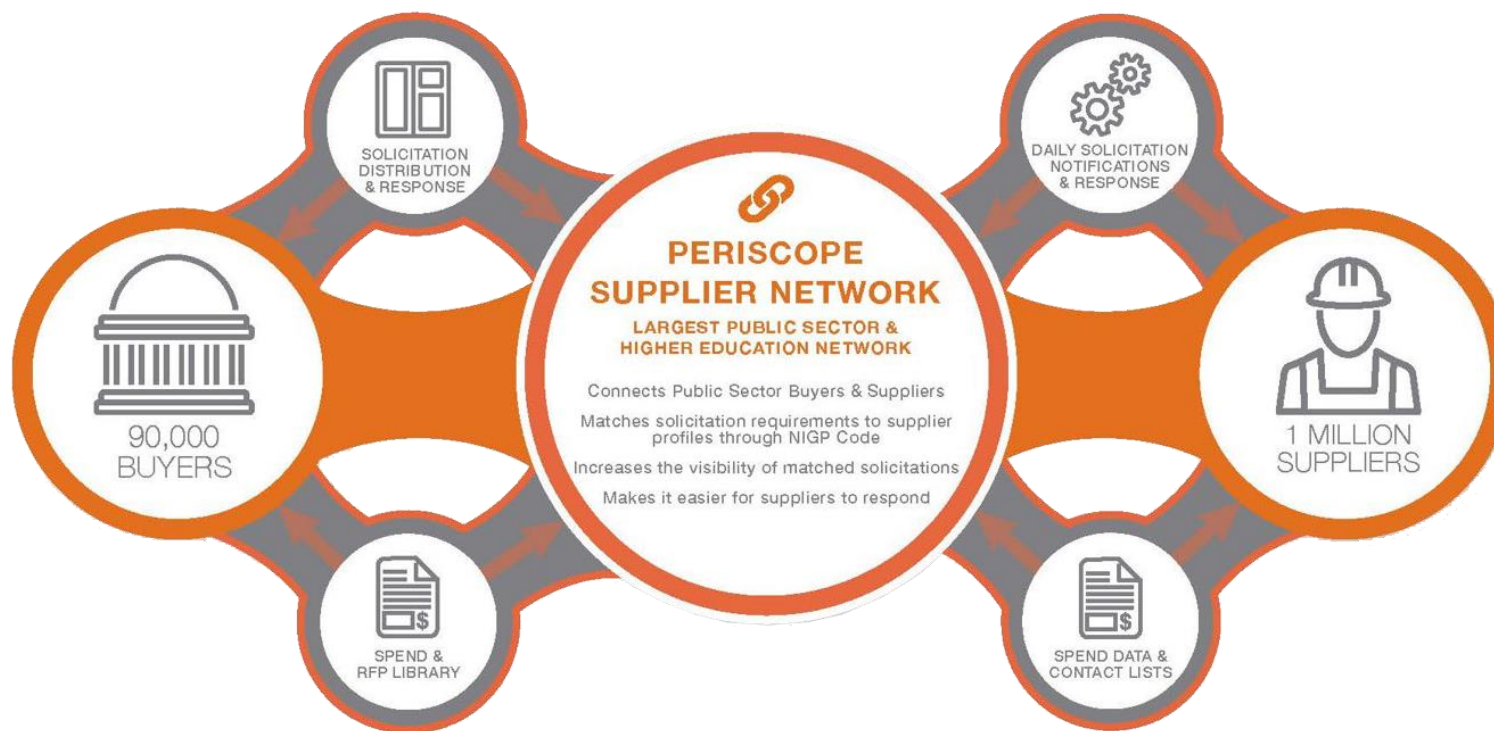 SOLICITATION
DISTRIBUTION
& RESPONSE
DAILY SOLICITATION
NOTIFICATIONS
& RESPONSE
PERISCOPE
SUPPLIER NETWORK
LARGEST PUBLIC SECTOR &
HIGHER EDUCATION NETWORK
Connects Public Sector Buyers & Suppliers
Matches solicitation requirements to supplier
profiles through NIGP Code
Increases the visibility of matched solicitations
Makes it easier for suppliers to respond
90,000
BUYERS
1 MILLION
SUPPLIERS
$
SPEND &
RFP LIBRARY
$
SPEND DATA &
CONTACT LISTS